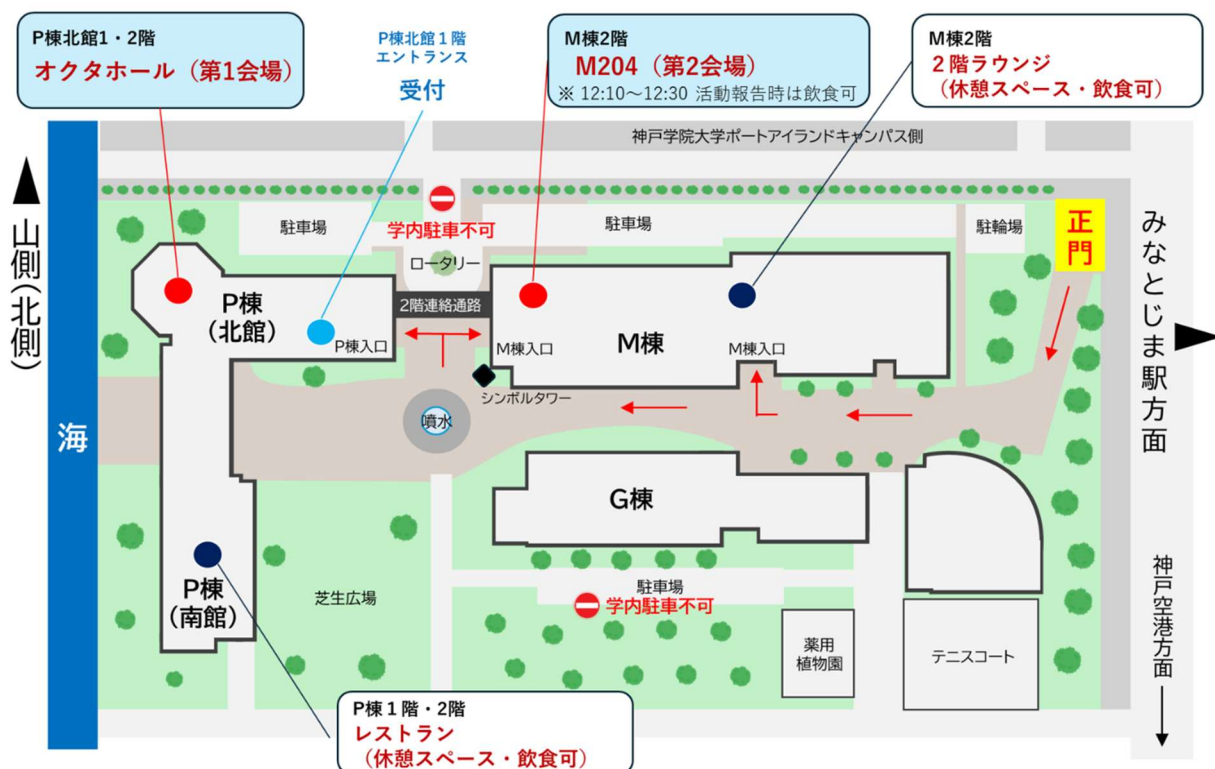 P棟北館1・2階
オクタホール（第1会場）
P棟北館１階
エントランス
受付
M棟2階
M204（第2会場）
※ 12:10～12:30 活動報告時は飲食可
M棟2階
２階ラウンジ
（休憩スペース・飲食可）
神戸学院大学ポートアイランドキャンパス側
山側(北側)
海
駐車場
学内駐車不可
駐車場
駐輪場
正門
みなとじま駅方面
ロータリー
2階連絡通路
P棟
（北館）
P棟入口
M棟入口
M棟
M棟入口
シンボルタワー
噴水
G棟
P棟
（南館）
芝生広場
駐車場
学内駐車不可
薬用
植物園
テニスコート
神戸空港方面
P棟１階・2階
レストラン
（休憩スペース・飲食可）